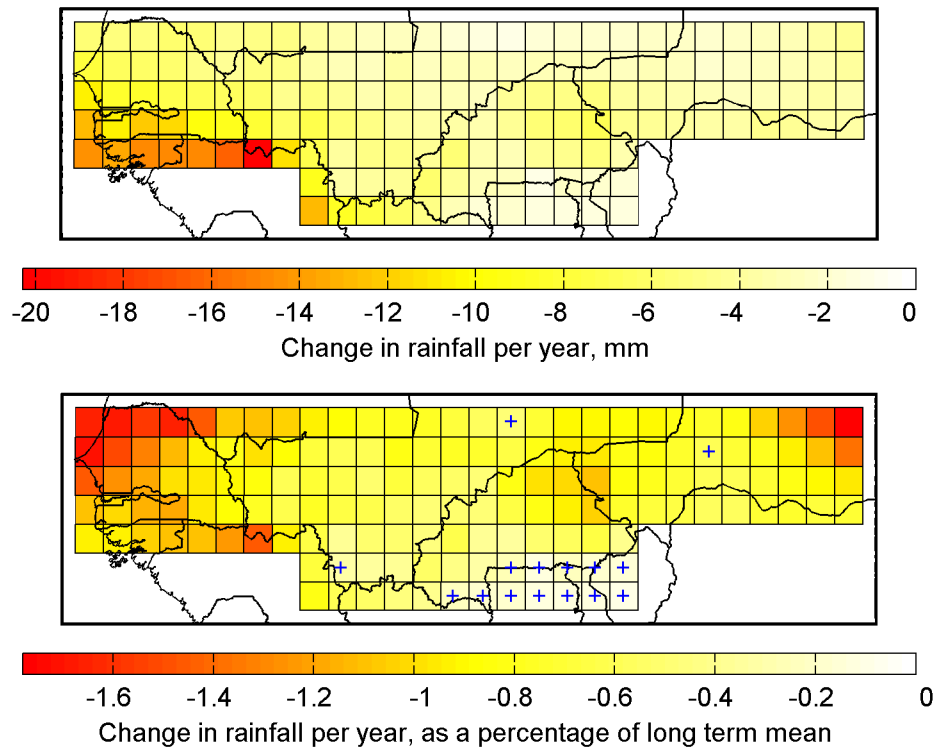 -20 -18 -16 -14 -12 -10 -8 -6 -4 -2 0
Change in rainfall per year, mm
-1.6 -1.4 -1.2 -1 -0.8 -0.6 -0.4 -0.2 0
Change in rainfall per year, as a percentage of long term mean